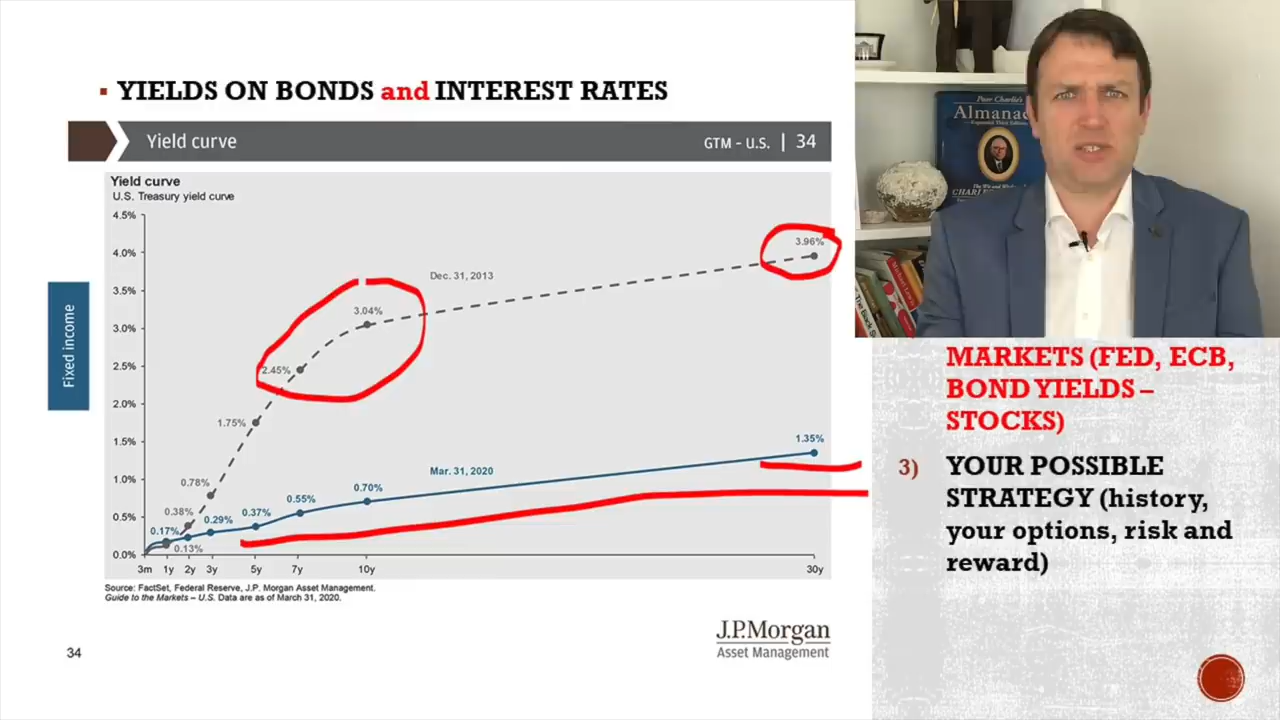 ▪ YIELDS ON BONDS and INTEREST RATES
Yield curve
GTM – U.S. | 34
Yield curve
U.S. Treasury yield curve
4.5%
4.0%
3.5%
3.0%
2.5%
2.0%
1.5%
1.0%
0.5%
0.0%
3m 1y 2y 3y 5y 7y 10y 30y
Fixed income
Dec. 31, 2013
0.13%
0.38%
0.78%
1.75%
2.45%
3.04%
3.96%
Mar. 31, 2020
0.17%
0.29%
0.37%
0.55%
0.70%
1.35%
Source: FactSet, Federal Reserve, J.P. Morgan Asset Management.
Guide to the Markets – U.S. Data are as of March 31, 2020.
J.P.Morgan
Asset Management
34
Poor Charlie's
Almanac
MARKETS (FED, ECB,
BOND YIELDS –
STOCKS)
3) YOUR POSSIBLE
STRATEGY (history,
your options, risk and
reward)